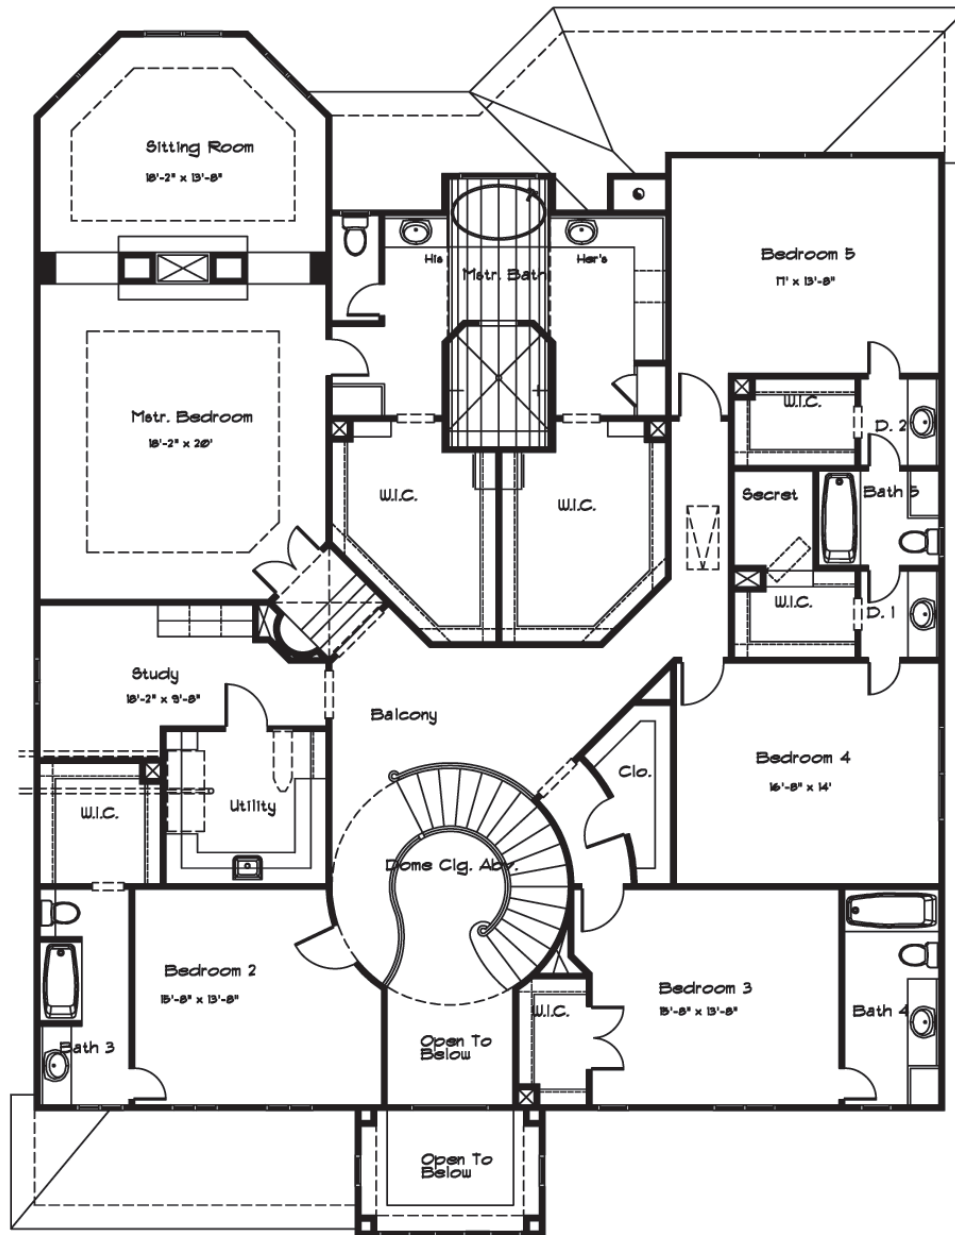 Sitting Room
18'-2" x 13'-8"
His
Her's
Mstr. Bath
Bedroom 5
17' x 13'-8"
Mstr. Bedroom
18'-2" x 20'
W.I.C.
W.I.C.
W.I.C.
D. 2
Secret
Bath 5
W.I.C.
D. 1
Study
18'-2" x 9'-8"
Balcony
Clo.
Bedroom 4
16'-8" x 14'
W.I.C.
Utility
Dome Clg. Abv.
Bedroom 2
15'-8" x 13'-8"
Bedroom 3
15'-8" x 13'-8"
W.I.C.
Bath 4
Bath 3
Open To
Below
Open To
Below